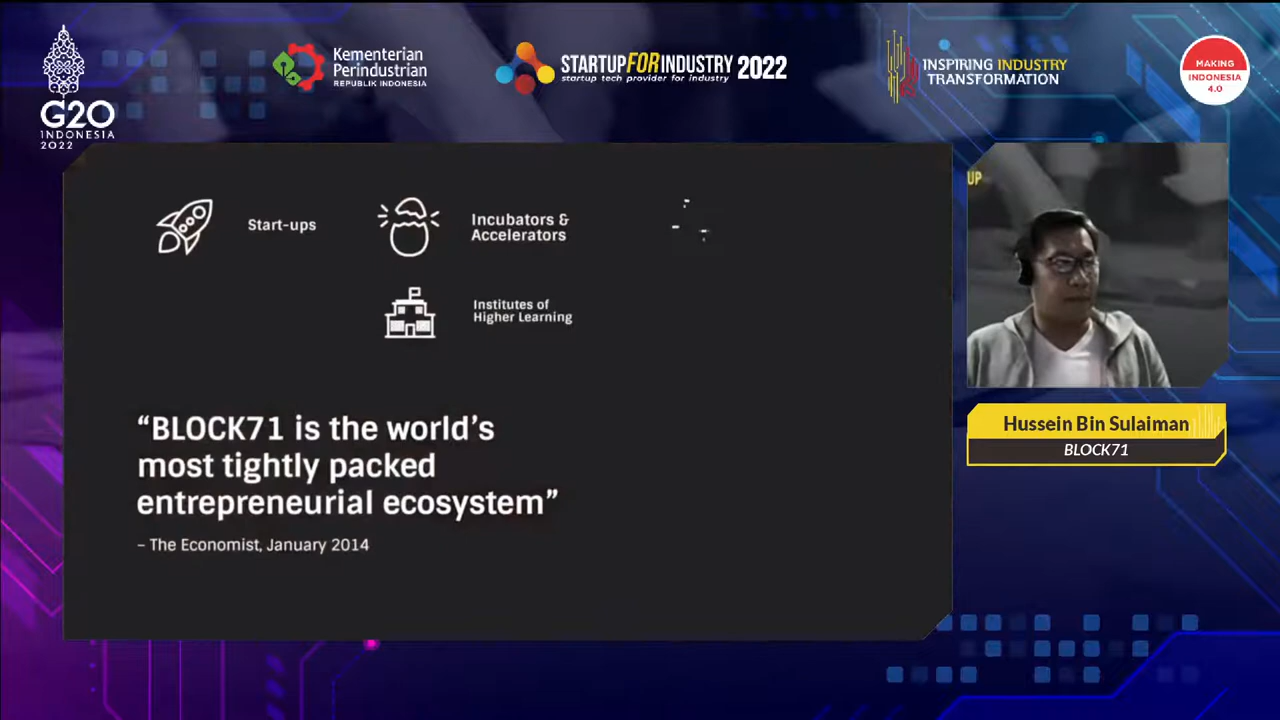 G20
INDONESIA
2022
Kementerian
Perindustrian
REPUBLIK INDONESIA
STARTUPFORINDUSTRY 2022
startup tech provider for industry
INSPIRING INDUSTRY
TRANSFORMATION
MAKING
INDONESIA
4.0
Start-ups
Incubators &
Accelerators
Institutes of
Higher Learning
“BLOCK71 is the world’s
most tightly packed
entrepreneurial ecosystem”
– The Economist, January 2014
UP
Hussein Bin Sulaiman
BLOCK71